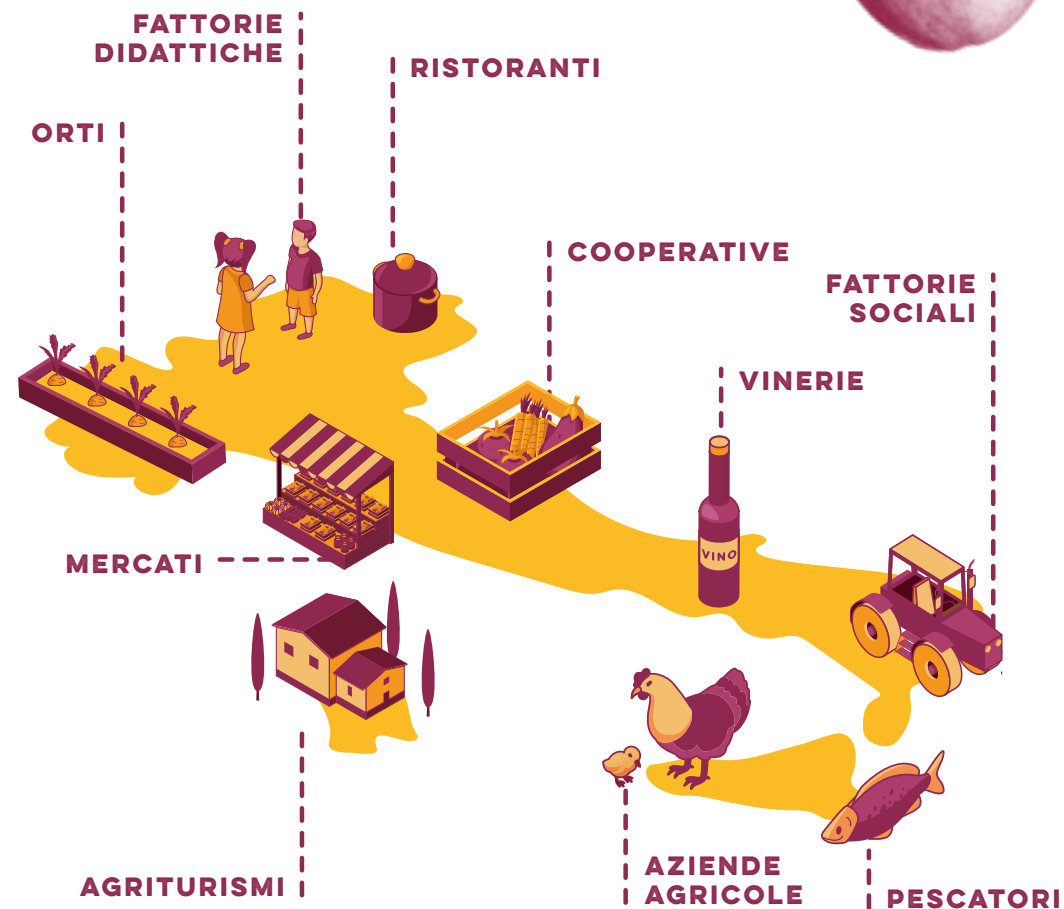 FATTORIE
DIDATTICHE
RISTORANTI
ORTI
COOPERATIVE
FATTORIE
SOCIALI
VINERIE
VINO
MERCATI
AZIENDE
AGRICOLE
AGRITURISMI
PESCATORI